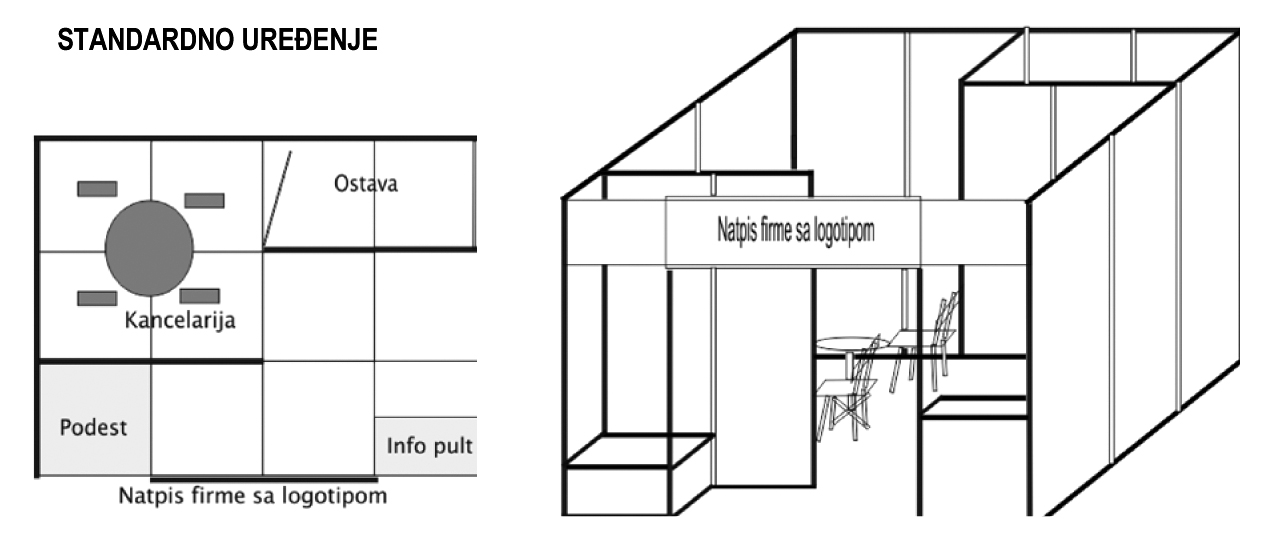 STANDARDNO UREĐENJE
Ostava
Kancelarija
Podest
Info pult
Natpis firme sa logotipom
Natpis firme sa logotipom